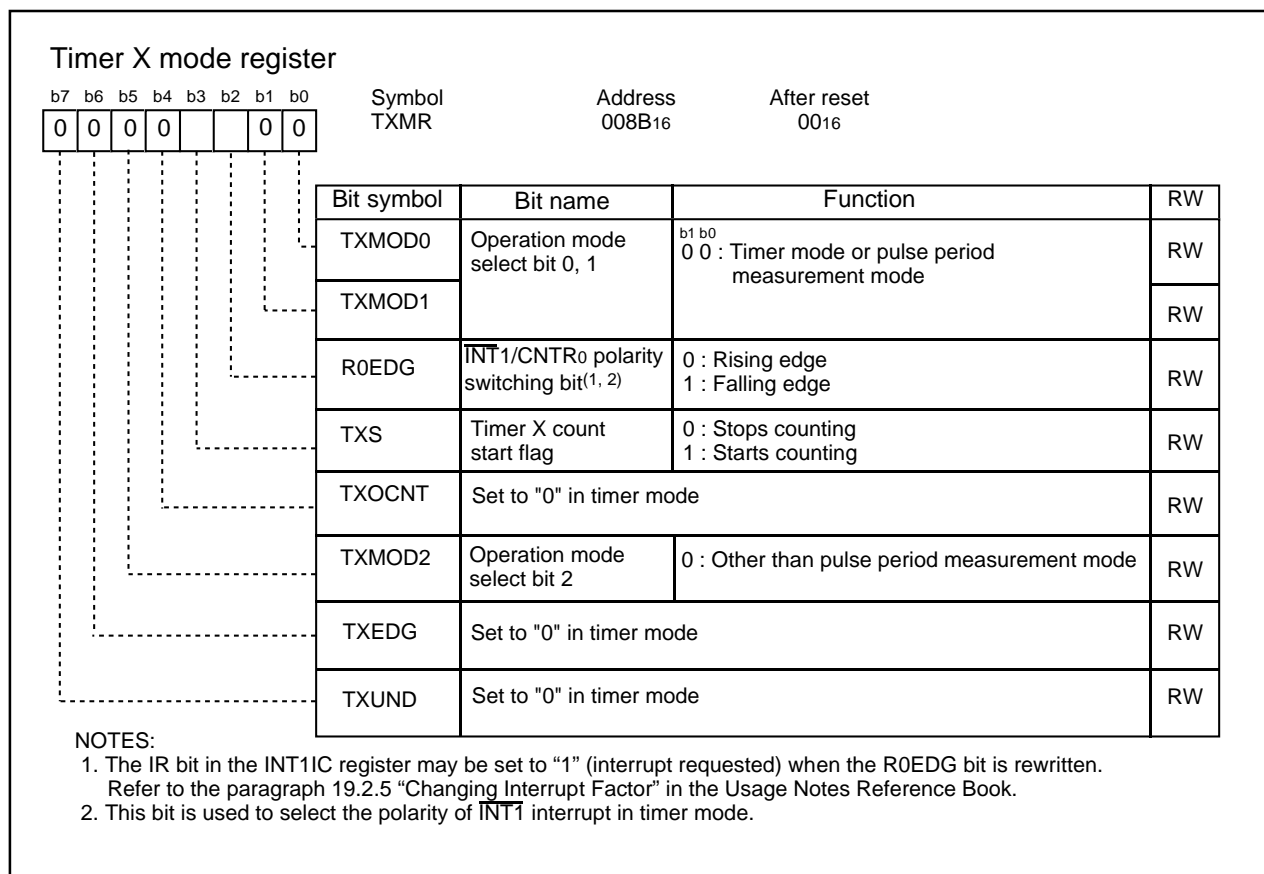 Timer X mode register
b7 b6 b5 b4 b3 b2 b1 b0
Symbol Address After reset
TXMR 008B16 0016
0 0 0 0 0 0
Bit symbol Bit name Function RW
TXMOD0 Operation mode select bit 0, 1 b1 b0
0 0 : Timer mode or pulse period
measurement mode RW
TXMOD1 RW
R0EDG INT1/CNTR0 polarity
switching bit(1, 2) 0 : Rising edge
1 : Falling edge RW
TXS Timer X count
start flag 0 : Stops counting
1 : Starts counting RW
TXOCNT Set to "0" in timer mode RW
TXMOD2 Operation mode
select bit 2 0 : Other than pulse period measurement mode RW
TXEDG Set to "0" in timer mode RW
TXUND Set to "0" in timer mode RW
NOTES:
1. The IR bit in the INT1IC register may be set to “1” (interrupt requested) when the R0EDG bit is rewritten.
Refer to the paragraph 19.2.5 “Changing Interrupt Factor” in the Usage Notes Reference Book.
2. This bit is used to select the polarity of INT1 interrupt in timer mode.